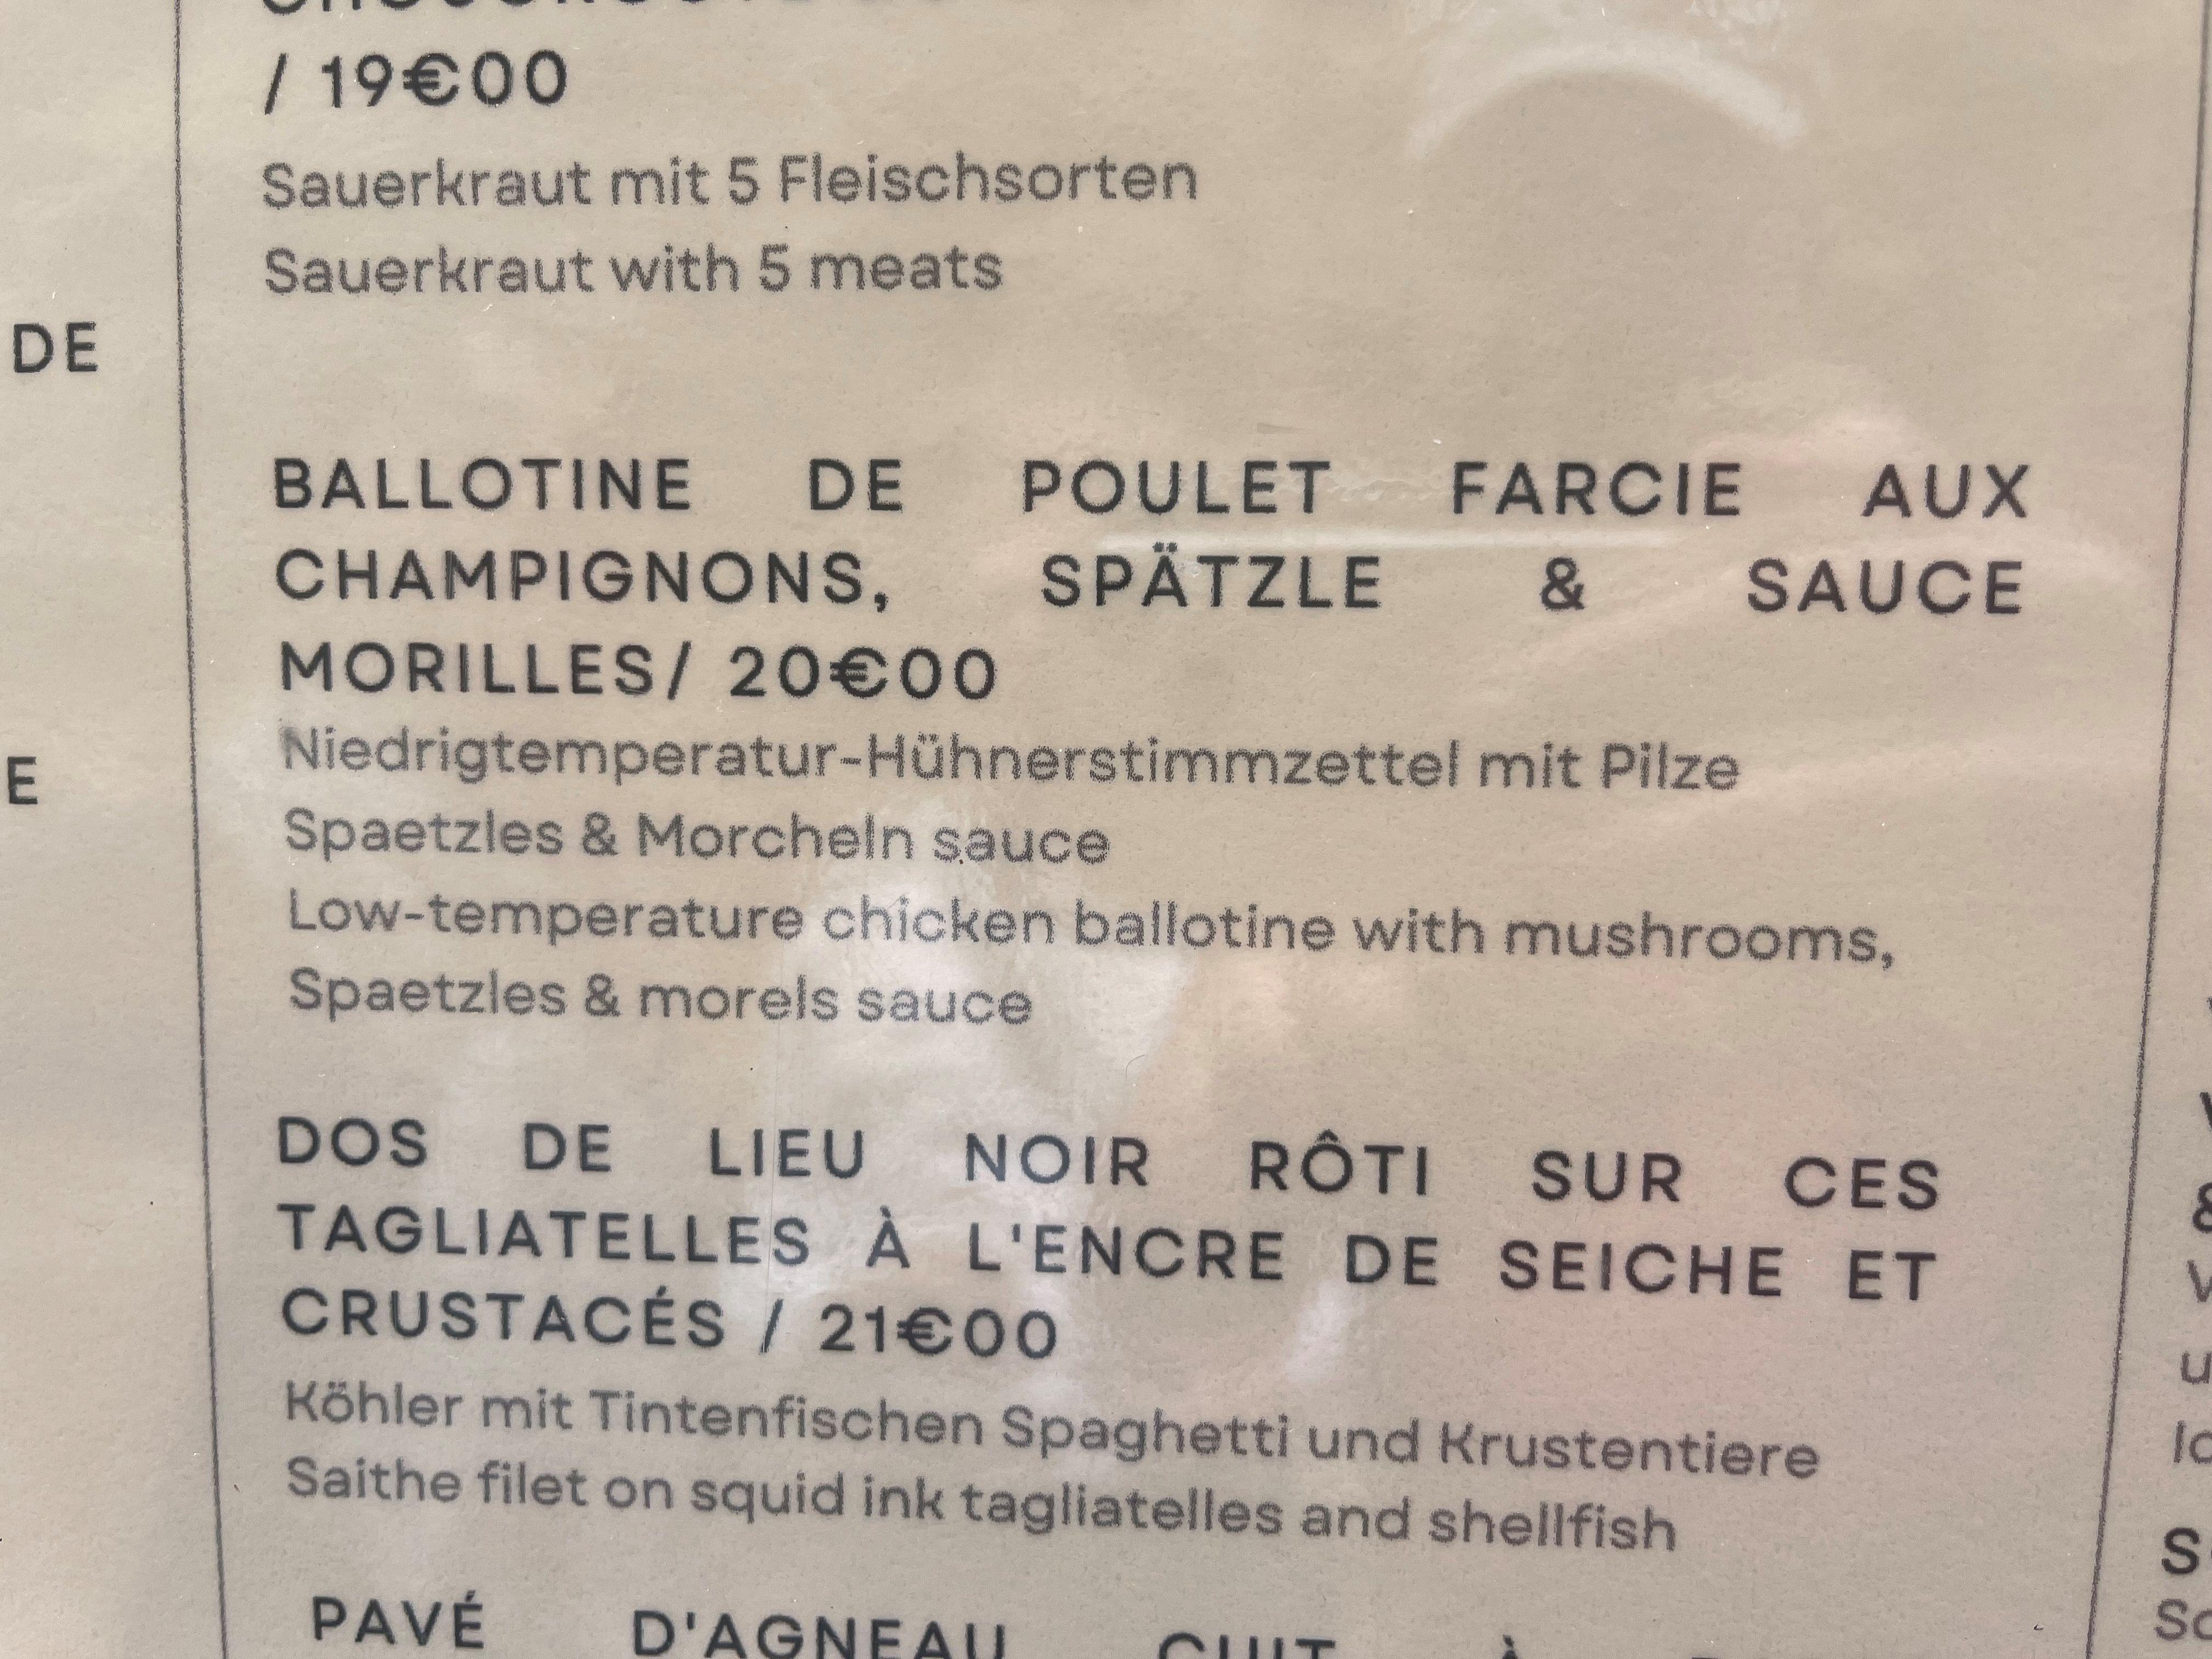 / 19€00
Sauerkraut mit 5 Fleischsorten
Sauerkraut with 5 meats
DE
BALLOTINE DE POULET FARCIE AUX
CHAMPIGNONS, SPÄTZLE & SAUCE
MORILLES/ 20€00
Niedrigtemperatur-Hühnerstimmzettel mit Pilze
E
Spaetzles & Morcheln sauce
Low-temperature chicken ballotine with mushrooms,
Spaetzles & morels sauce
DOS DE LIEU NOIR RÔTI SUR CES
TAGLIATELLES À L'ENCRE DE SEICHE ET
CRUSTACÉS / 21€00
Köhler mit Tintenfischen Spaghetti und Krustentiere
Saithe filet on squid ink tagliatelles and shellfish
PAVÉ D'AGNEAU CUIT À